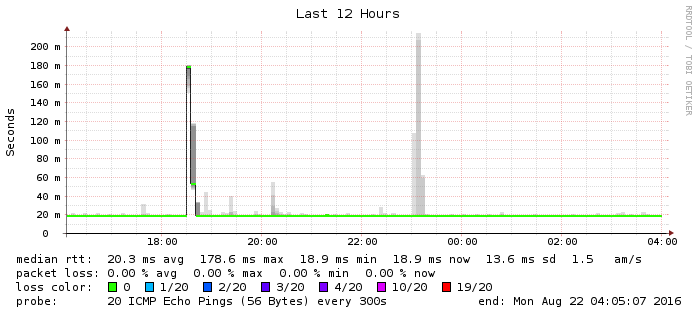 Last 12 Hours
RRDTOOL / TOBI OETIKER
Seconds
200 m
180 m
160 m
140 m
120 m
100 m
80 m
60 m
40 m
20 m
0
18:00 20:00 22:00 00:00 02:00 04:00
median rtt: 20.3 ms avg 178.6 ms max 18.9 ms min 18.9 ms now 13.6 ms sd 1.5 am/s
packet loss: 0.00 % avg 0.00 % max 0.00 % min 0.00 % now
loss color: 0 1/20 2/20 3/20 4/20 10/20 19/20
probe: 20 ICMP Echo Pings (56 Bytes) every 300s end: Mon Aug 22 04:05:07 2016